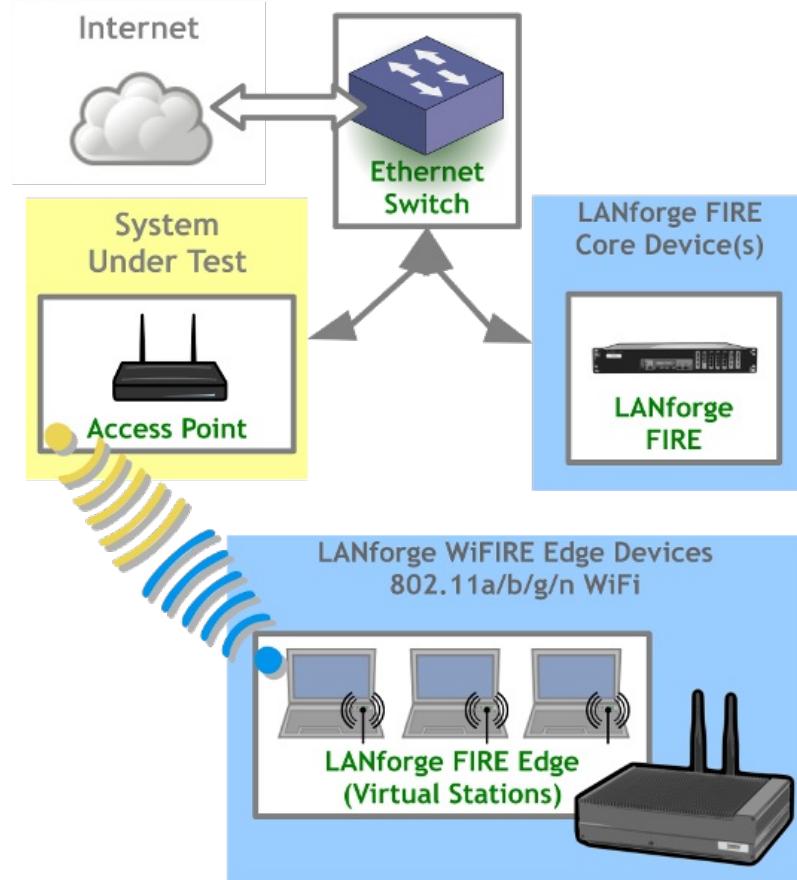 Internet
Ethernet
Switch
System
Under Test
Access Point
LANforge FIRE
Core Device(s)
LANforge
FIRE
LANforge WiFIRE Edge Devices
802.11a/b/g/n WiFi
LANforge FIRE Edge
(Virtual Stations)